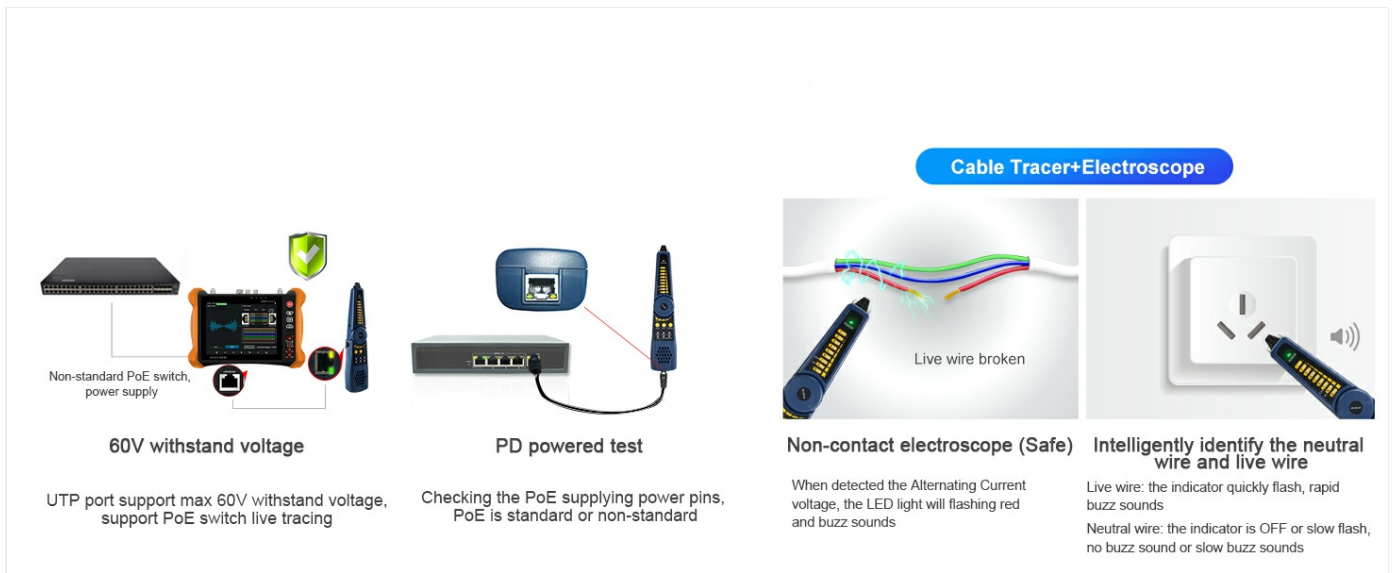 Cable Tracer+Electroscope
Non-standard PoE switch,
power supply
Live wire broken
60V withstand voltage
UTP port support max 60V withstand voltage,
support PoE switch live tracing
PD powered test
Checking the PoE supplying power pins,
PoE is standard or non-standard
Non-contact electroscope (Safe)
When detected the Alternating Current
voltage, the LED light will flashing red
and buzz sounds
Intelligently identify the neutral
wire and live wire
Live wire: the indicator quickly flash, rapid
buzz sounds
Neutral wire: the indicator is OFF or slow flash,
no buzz sound or slow buzz sounds